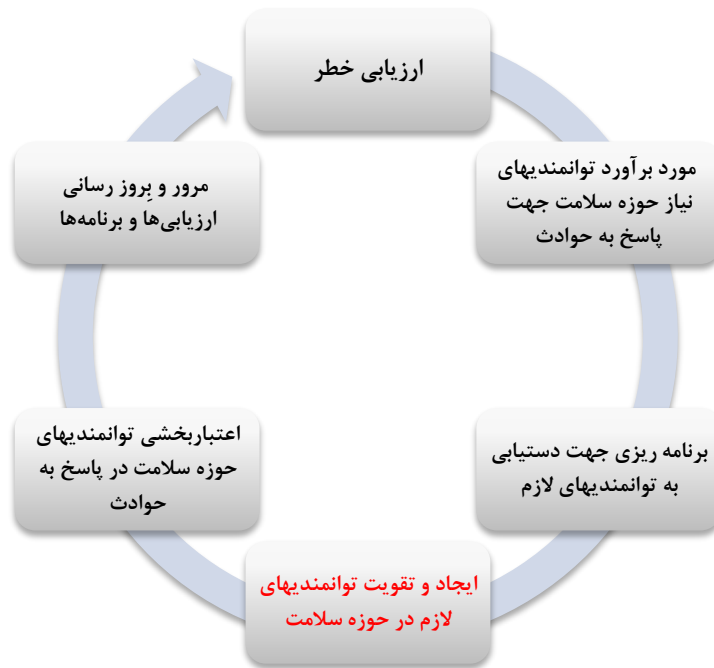 ارزیابی خطر
مورد برآورد توانمندیهای
نیاز حوزه سلامت جهت
پاسخ به حوادث
برنامه ریزی جهت دستیابی
به توانمندیهای لازم
ایجاد و تقویت توانمندیهای
لازم در حوزه سلامت
اعتباربخشی توانمندیهای
حوزه سلامت در پاسخ به
حوادث
مرور و بِروز رسانی
ارزیابی‌ها و برنامه‌ها